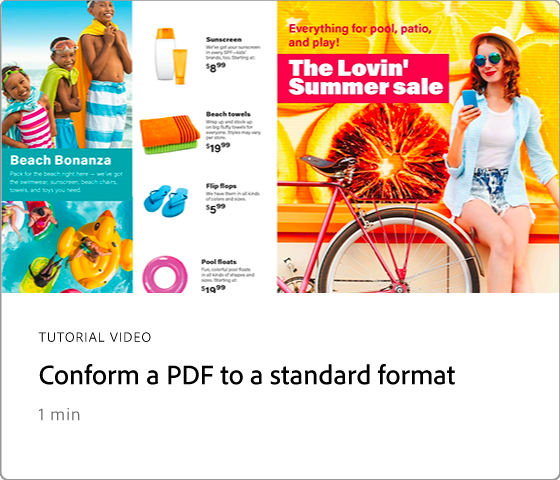 Beach Bonanza
Pack for the beach right here — we've got
the swimwear, sunscreen, beach chairs,
towels, and toys you need.
Sunscreen
We've got your sunscreen
in every SPF—kids'
brands, too. Starting at:
$8.99
Beach towels
Wrap up and stock up
on big fluffy towels for
everyone. Styles may vary
per store.
$19.99
Flip flops
We have them in all kinds
of colors and sizes.
$5.99
Pool floats
Fun, colorful pool floats
in all kinds of shapes and
sizes. Starting at:
$19.99
Everything for pool, patio,
and play!
The Lovin'
Summer sale
TUTORIAL VIDEO
Conform a PDF to a standard format
1 min